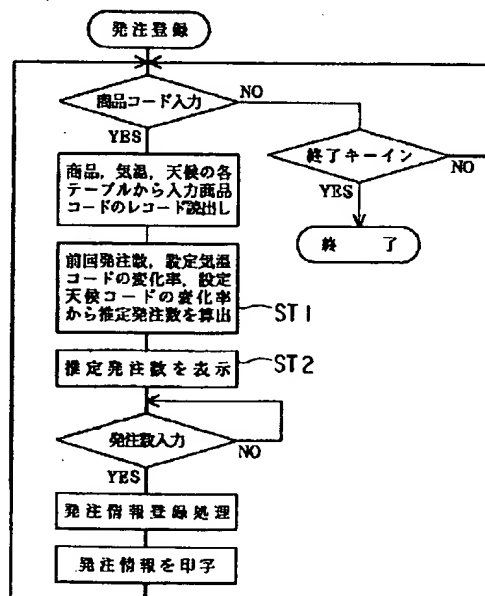 発注登録
商品コード入力
NO
YES
終了キーイン
NO
YES
終 了
商品，気温，天候の各
テーブルから入力商品
コードのレコード読出し
前回発注数，設定気温
コードの変化率，設定
天候コードの変化率
から推定発注数を算出
ST1
推定発注数を表示
ST2
発注数入力
NO
YES
発注情報登録処理
発注情報を印字